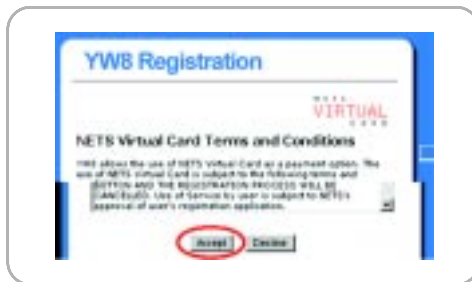 YW8 Registration
NETS
VIRTUAL
CARD
NETS Virtual Card Terms and Conditions
YW8 allows the use of NETS Virtual Card as a payment option. The
use of NETS Virtual Card is subject to the following terms and
BUTTON AND THE REGISTRATION PROCESS WILL BE
CANCELLED. Use of Service by user is subject to NETS's
approval of user's registration application.
Accept Decline